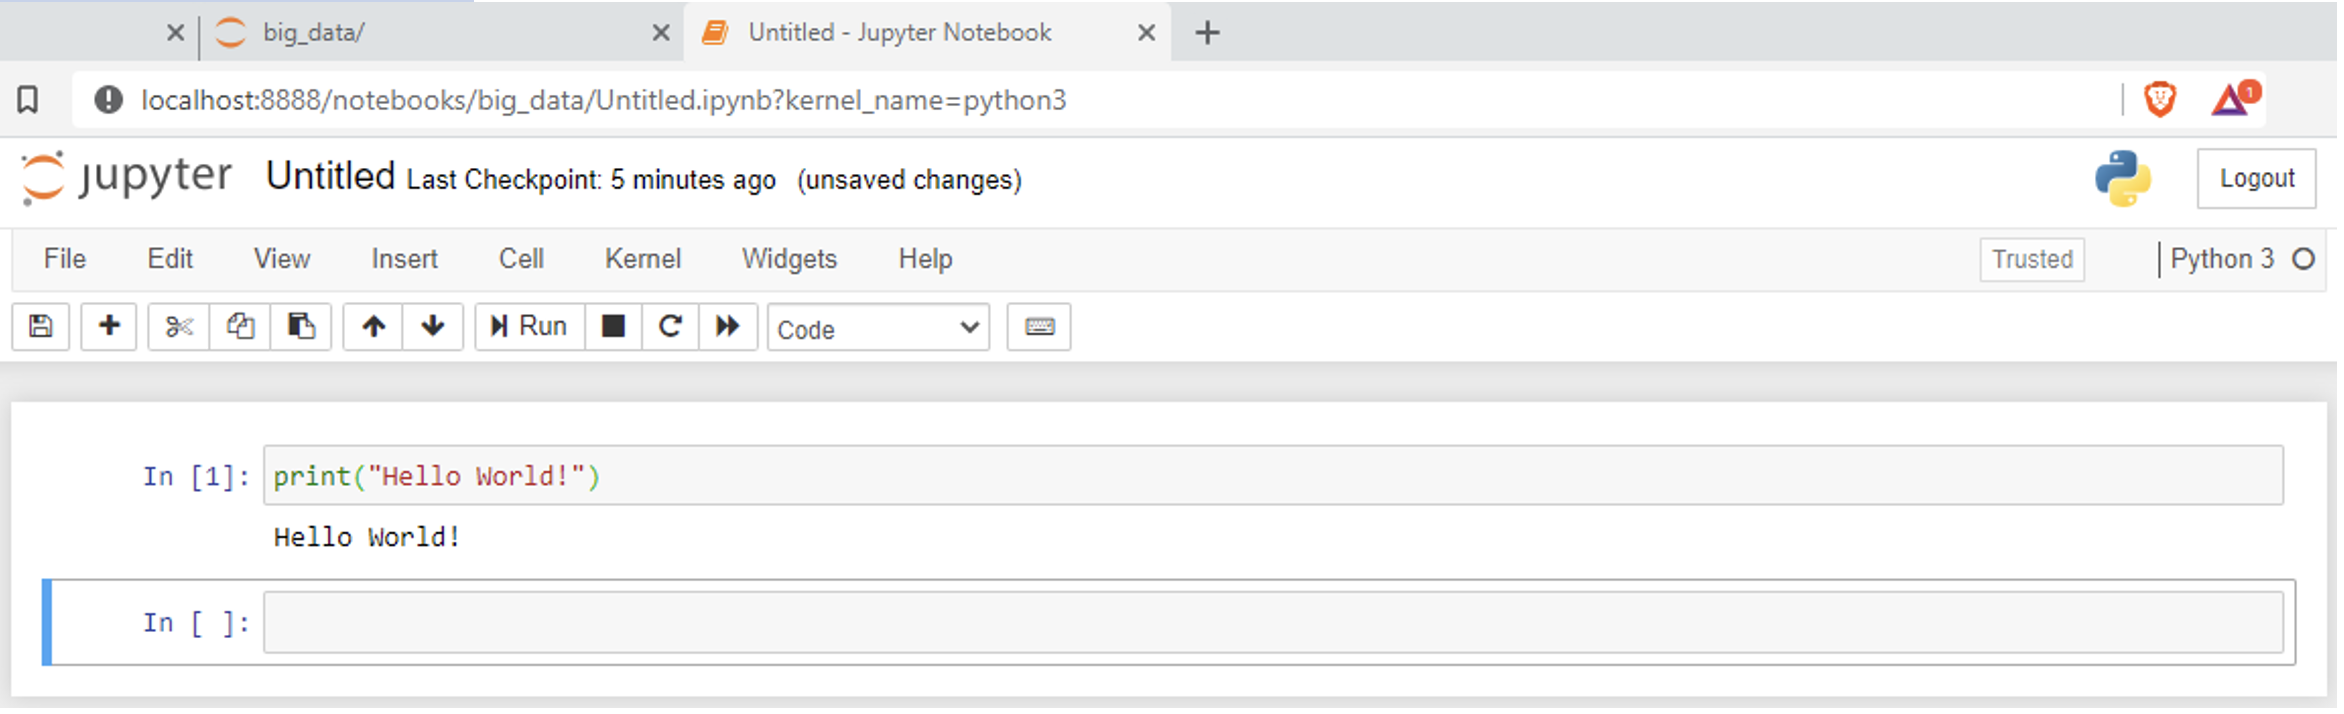 big_data/ Untitled - Jupyter Notebook
localhost:8888/notebooks/big_data/Untitled.ipynb?kernel_name=python3 1
jupyter Untitled Last Checkpoint: 5 minutes ago (unsaved changes) Logout
File Edit View Insert Cell Kernel Widgets Help Trusted Python 3
Run Code
In [1]: print("Hello World!")
Hello World!
In [ ]: